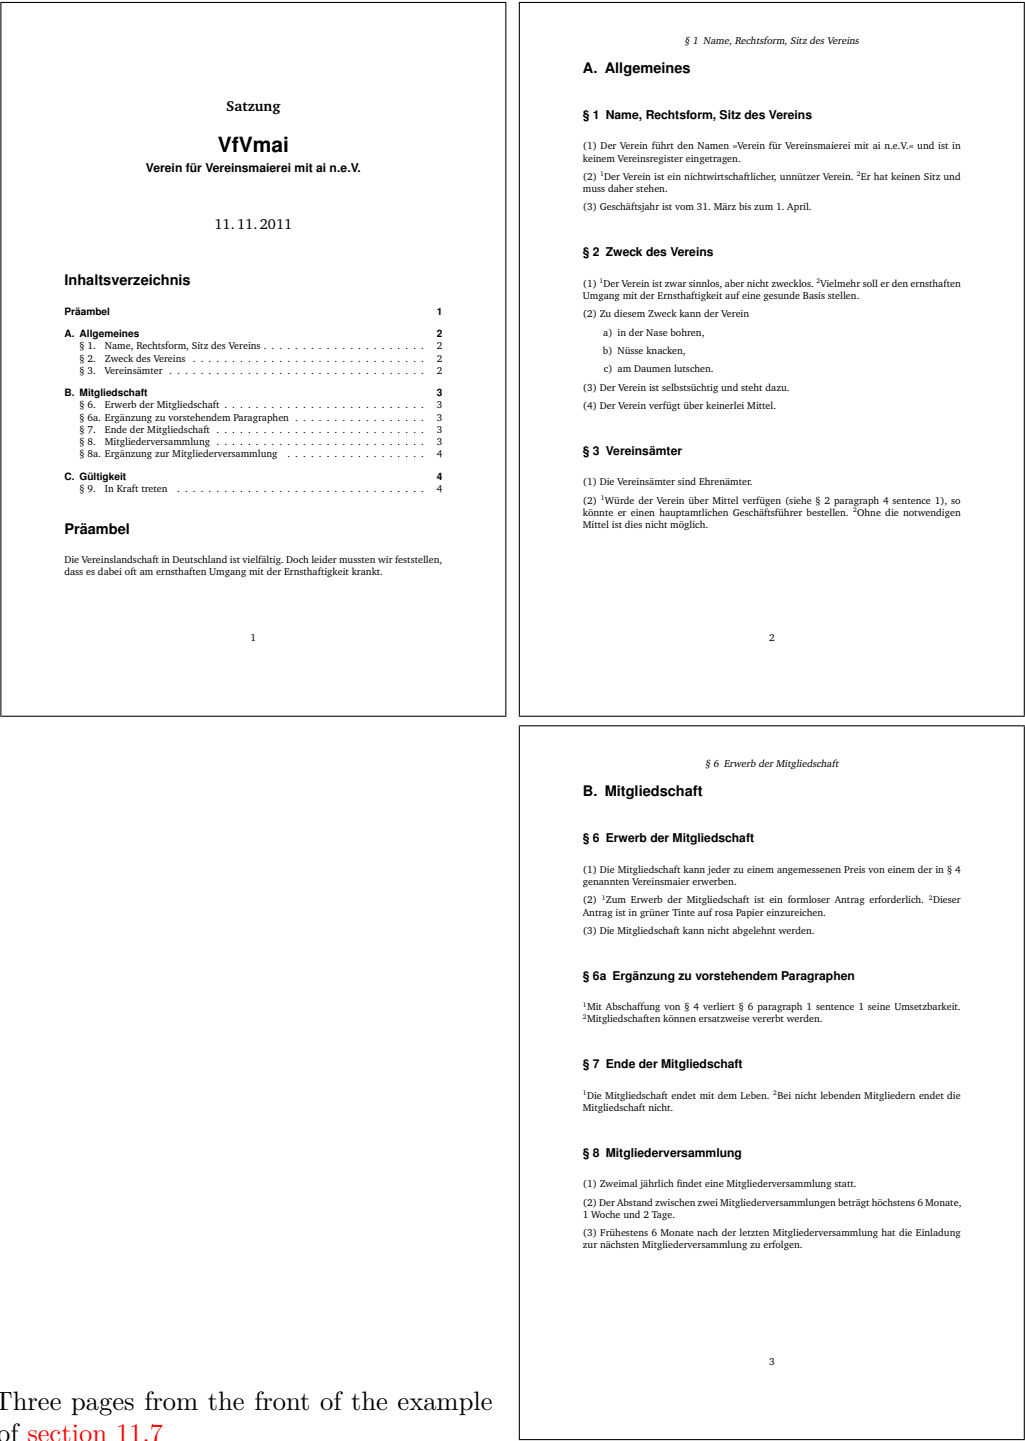 Satzung
VfVmai
Verein für Vereinsmaierei mit ai n.e.V.
11. 11. 2011
Inhaltsverzeichnis
Präambel 1
A. Allgemeines 2
§ 1. Name, Rechtsform, Sitz des Vereins . . . . . . . . . . . . . . . . . . . . . 2
§ 2. Zweck des Vereins . . . . . . . . . . . . . . . . . . . . . . . . . . . . . . 2
§ 3. Vereinsämter . . . . . . . . . . . . . . . . . . . . . . . . . . . . . . . . . 2
B. Mitgliedschaft 3
§ 6. Erwerb der Mitgliedschaft . . . . . . . . . . . . . . . . . . . . . . . . . . 3
§ 6a. Ergänzung zu vorstehendem Paragraphen . . . . . . . . . . . . . . . . . 3
§ 7. Ende der Mitgliedschaft . . . . . . . . . . . . . . . . . . . . . . . . . . . 3
§ 8. Mitgliederversammlung . . . . . . . . . . . . . . . . . . . . . . . . . . . 3
§ 8a. Ergänzung zur Mitgliederversammlung . . . . . . . . . . . . . . . . . . 4
C. Gültigkeit 4
§ 9. In Kraft treten . . . . . . . . . . . . . . . . . . . . . . . . . . . . . . . . 4
Präambel
Die Vereinslandschaft in Deutschland ist vielfältig. Doch leider mussten wir feststellen,
dass es dabei oft am ernsthaften Umgang mit der Ernsthaftigkeit krankt.
1
§ 1 Name, Rechtsform, Sitz des Vereins
A. Allgemeines
§ 1 Name, Rechtsform, Sitz des Vereins
(1) Der Verein führt den Namen »Verein für Vereinsmaierei mit ai n.e.V.« und ist in
keinem Vereinsregister eingetragen.
(2) ¹Der Verein ist ein nichtwirtschaftlicher, unnützer Verein. ²Er hat keinen Sitz und
muss daher stehen.
(3) Geschäftsjahr ist vom 31. März bis zum 1. April.
§ 2 Zweck des Vereins
(1) ¹Der Verein ist zwar sinnlos, aber nicht zwecklos. ²Vielmehr soll er den ernsthaften
Umgang mit der Ernsthaftigkeit auf eine gesunde Basis stellen.
(2) Zu diesem Zweck kann der Verein
a) in der Nase bohren,
b) Nüsse knacken,
c) am Daumen lutschen.
(3) Der Verein ist selbstsüchtig und steht dazu.
(4) Der Verein verfügt über keinerlei Mittel.
§ 3 Vereinsämter
(1) Die Vereinsämter sind Ehrenämter.
(2) ¹Würde der Verein über Mittel verfügen (siehe § 2 paragraph 4 sentence 1), so
könnte er einen hauptamtlichen Geschäftsführer bestellen. ²Ohne die notwendigen
Mittel ist dies nicht möglich.
2
§ 6 Erwerb der Mitgliedschaft
B. Mitgliedschaft
§ 6 Erwerb der Mitgliedschaft
(1) Die Mitgliedschaft kann jeder zu einem angemessenen Preis von einem der in § 4
genannten Vereinsmaier erwerben.
(2) ¹Zum Erwerb der Mitgliedschaft ist ein formloser Antrag erforderlich. ²Dieser
Antrag ist in grüner Tinte auf rosa Papier einzureichen.
(3) Die Mitgliedschaft kann nicht abgelehnt werden.
§ 6a Ergänzung zu vorstehendem Paragraphen
¹Mit Abschaffung von § 4 verliert § 6 paragraph 1 sentence 1 seine Umsetzbarkeit.
²Mitgliedschaften können ersatzweise vererbt werden.
§ 7 Ende der Mitgliedschaft
¹Die Mitgliedschaft endet mit dem Leben. ²Bei nicht lebenden Mitgliedern endet die
Mitgliedschaft nicht.
§ 8 Mitgliederversammlung
(1) Zweimal jährlich findet eine Mitgliederversammlung statt.
(2) Der Abstand zwischen zwei Mitgliederversammlungen beträgt höchstens 6 Monate,
1 Woche und 2 Tage.
(3) Frühestens 6 Monate nach der letzten Mitgliederversammlung hat die Einladung
zur nächsten Mitgliederversammlung zu erfolgen.
3
Three pages from the front of the example
of section 11.7